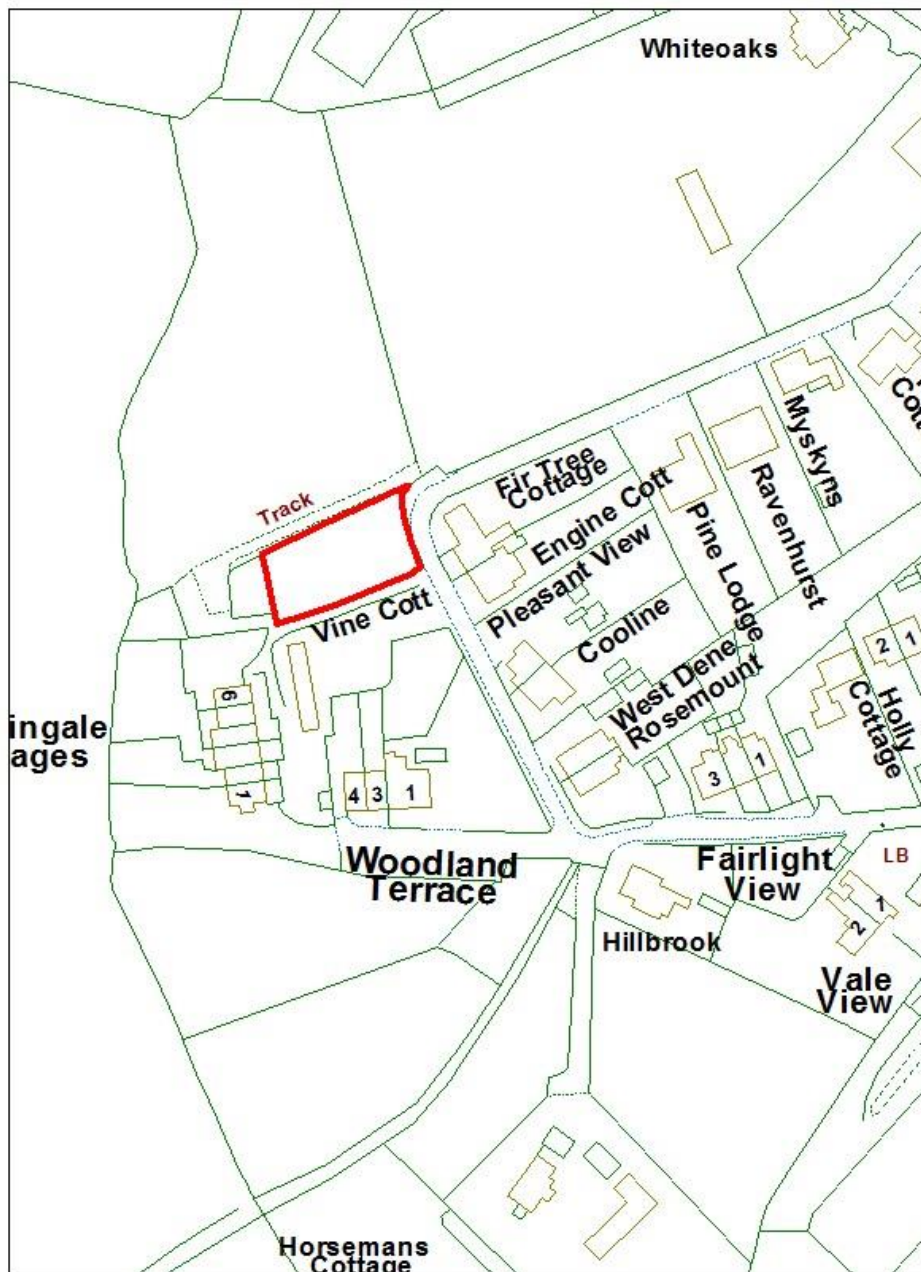 Whiteoaks
Track
Fir Tree
Cottage
Engine Cott
Pleasant View
Cooline
West Dene
Rosemount
Pine Lodge
Ravenhurst
Myskyns
Cott
Vine Cott
6
1
ingale
ages
4 3 1
Woodland
Terrace
3
1
Holly
Cottage
2 1
Fairlight
View
LB
Hillbrook
1
2
Vale
View
Horsemans
Cottage